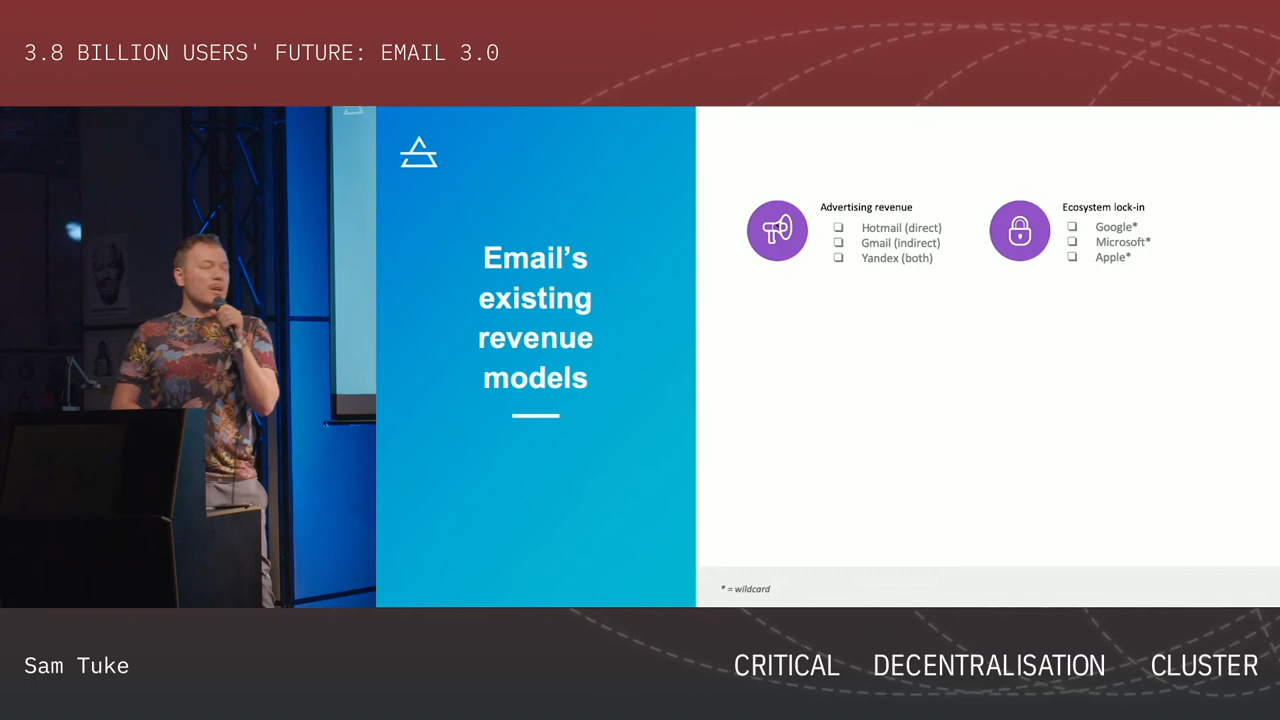 3.8 BILLION USERS' FUTURE: EMAIL 3.0
Email’s
existing
revenue
models
Advertising revenue
Hotmail (direct)
Gmail (indirect)
Yandex (both)
Ecosystem lock-in
Google*
Microsoft*
Apple*
* = wildcard
Sam Tuke
CRITICAL DECENTRALISATION CLUSTER